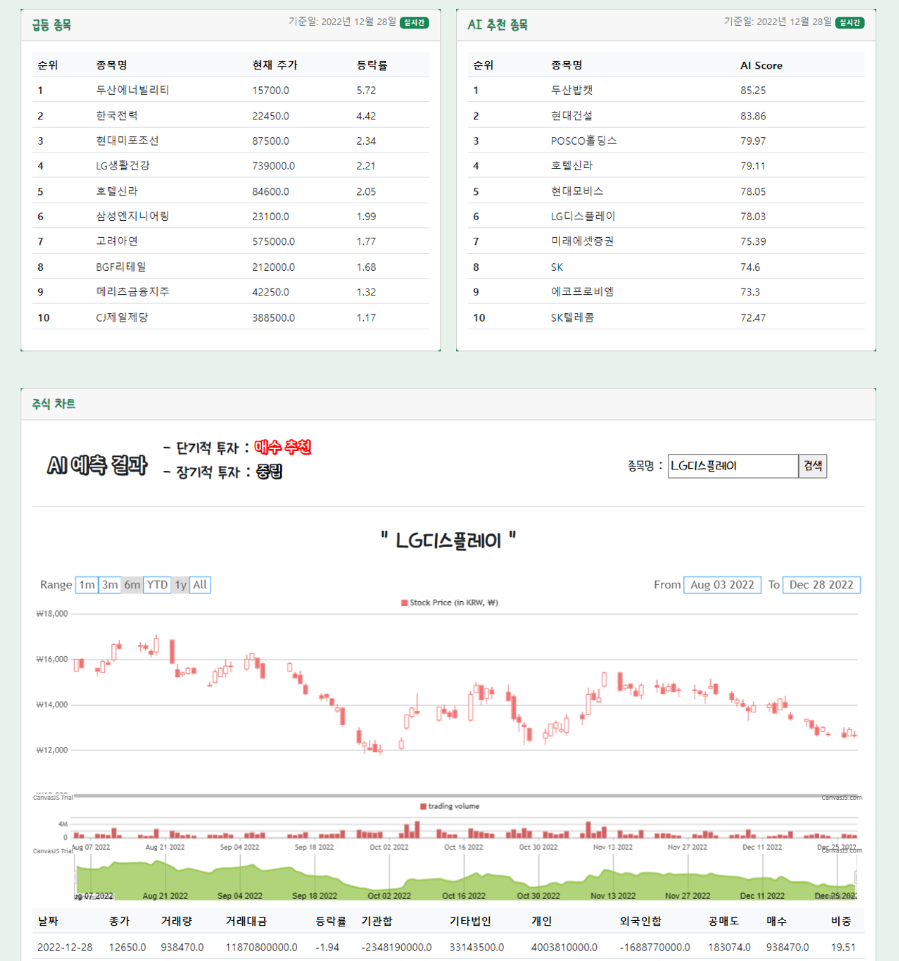 급등 종목 기준일: 2022년 12월 28일 실시간
순위 종목명 현재 주가 등락률
1 두산에너빌리티 15700.0 5.72
2 한국전력 22450.0 4.42
3 현대미포조선 87500.0 2.34
4 LG생활건강 739000.0 2.21
5 호텔신라 84600.0 2.05
6 삼성엔지니어링 23100.0 1.99
7 고려아연 575000.0 1.77
8 BGF리테일 212000.0 1.68
9 메리츠금융지주 42250.0 1.32
10 CJ제일제당 388500.0 1.17
AI 추천 종목 기준일: 2022년 12월 28일 실시간
순위 종목명 AI Score
1 두산밥캣 85.25
2 현대건설 83.86
3 POSCO홀딩스 79.97
4 호텔신라 79.11
5 현대모비스 78.05
6 LG디스플레이 78.03
7 미래에셋증권 75.39
8 SK 74.6
9 에코프로비엠 73.3
10 SK텔레콤 72.47
주식 차트
AI 예측 결과
- 단기적 투자 : 매수 추천
- 장기적 투자 : 중립
종목명 : LG디스플레이 검색
" LG디스플레이 "
Range 1m 3m 6m YTD 1y All From Aug 03 2022 To Dec 28 2022
Stock Price (in KRW, ₩)
₩18,000
₩16,000
₩14,000
₩12,000
CanvasJS Trial CanvasJS.com
trading volume
4M
0
Aug 07 2022 Aug 21 2022 Sep 04 2022 Sep 18 2022 Oct 02 2022 Oct 16 2022 Oct 30 2022 Nov 13 2022 Nov 27 2022 Dec 11 2022 Dec 25 2022
CanvasJS Trial CanvasJS.com
Aug 07 2022 Aug 21 2022 Sep 04 2022 Sep 18 2022 Oct 02 2022 Oct 16 2022 Oct 30 2022 Nov 13 2022 Nov 27 2022 Dec 11 2022 Dec 25 202
날짜 종가 거래량 거래대금 등락률 기관합 기타법인 개인 외국인합 공매도 매수 비중
2022-12-28 12650.0 938470.0 11870800000.0 -1.94 -2348190000.0 33143500.0 4003810000.0 -1688770000.0 183074.0 938470.0 19.51